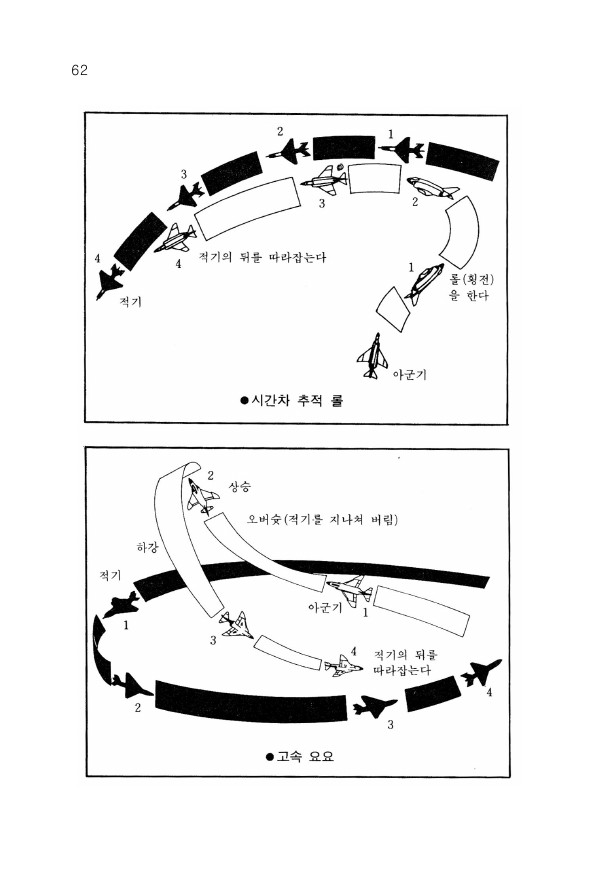 62
2
1
3
3
2
4
4
적기의 뒤를 따라잡는다
1
롤(횡전)
을 한다
적기
아군기
●시간차 추적 롤
2
상승
오버슛(적기를 지나쳐 버림)
하강
적기
1
아군기
1
3
4
적기의 뒤를
따라잡는다
2
3
4
●고속 요요